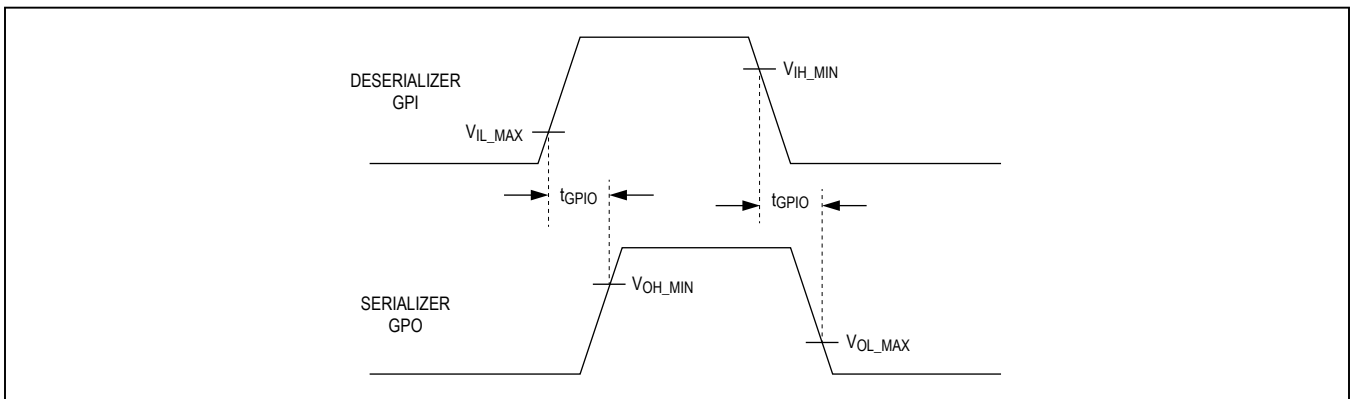 DESERIALIZER
GPI
VIH_MIN
VIL_MAX
tGPIO
tGPIO
VOH_MIN
SERIALIZER
GPO
VOL_MAX